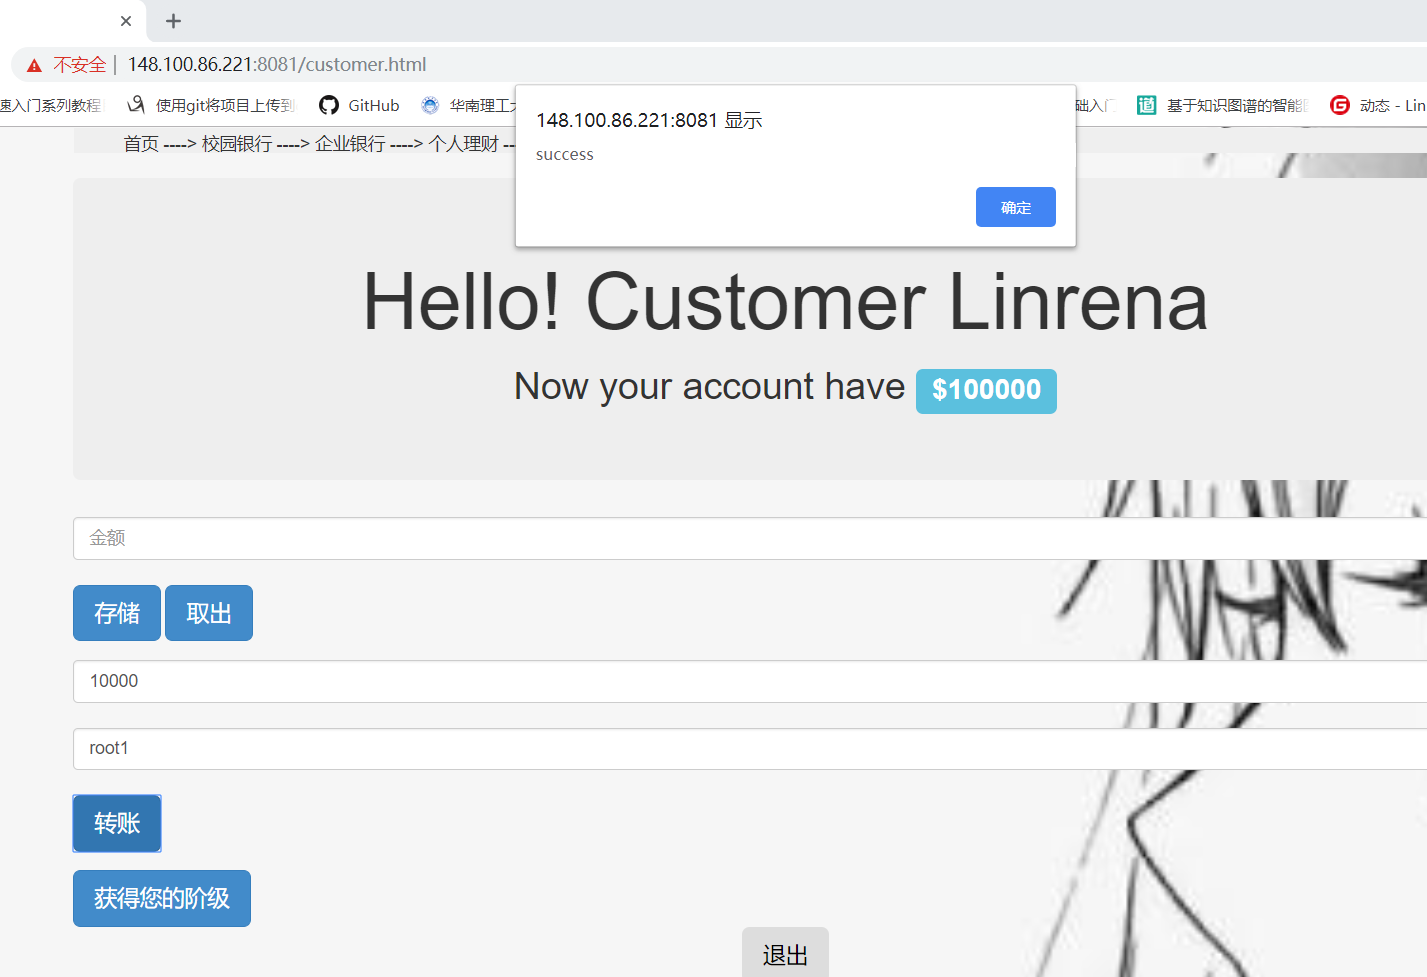 不安全 148.100.86.221:8081/customer.html
速入门系列教程 使用git将项目上传到 GitHub 华南理工大 础入门 基于知识图谱的智能 动态 - Lin
148.100.86.221:8081 显示
首页 ----> 校园银行 ----> 企业银行 ----> 个人理财 --
success
确定
Hello! Customer Linrena
Now your account have $100000
金额
存储 取出
10000
root1
转账
获得您的阶级
退出